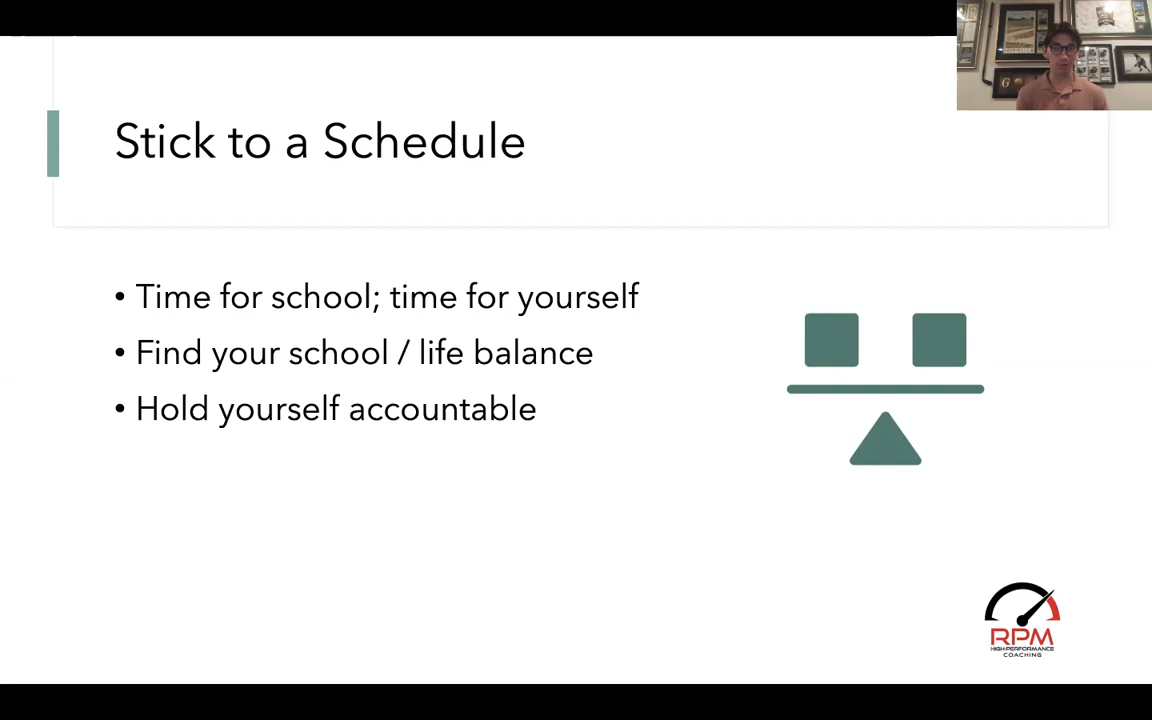 Stick to a Schedule
• Time for school; time for yourself
• Find your school / life balance
• Hold yourself accountable
RPM
HIGH-PERFORMANCE
COACHING